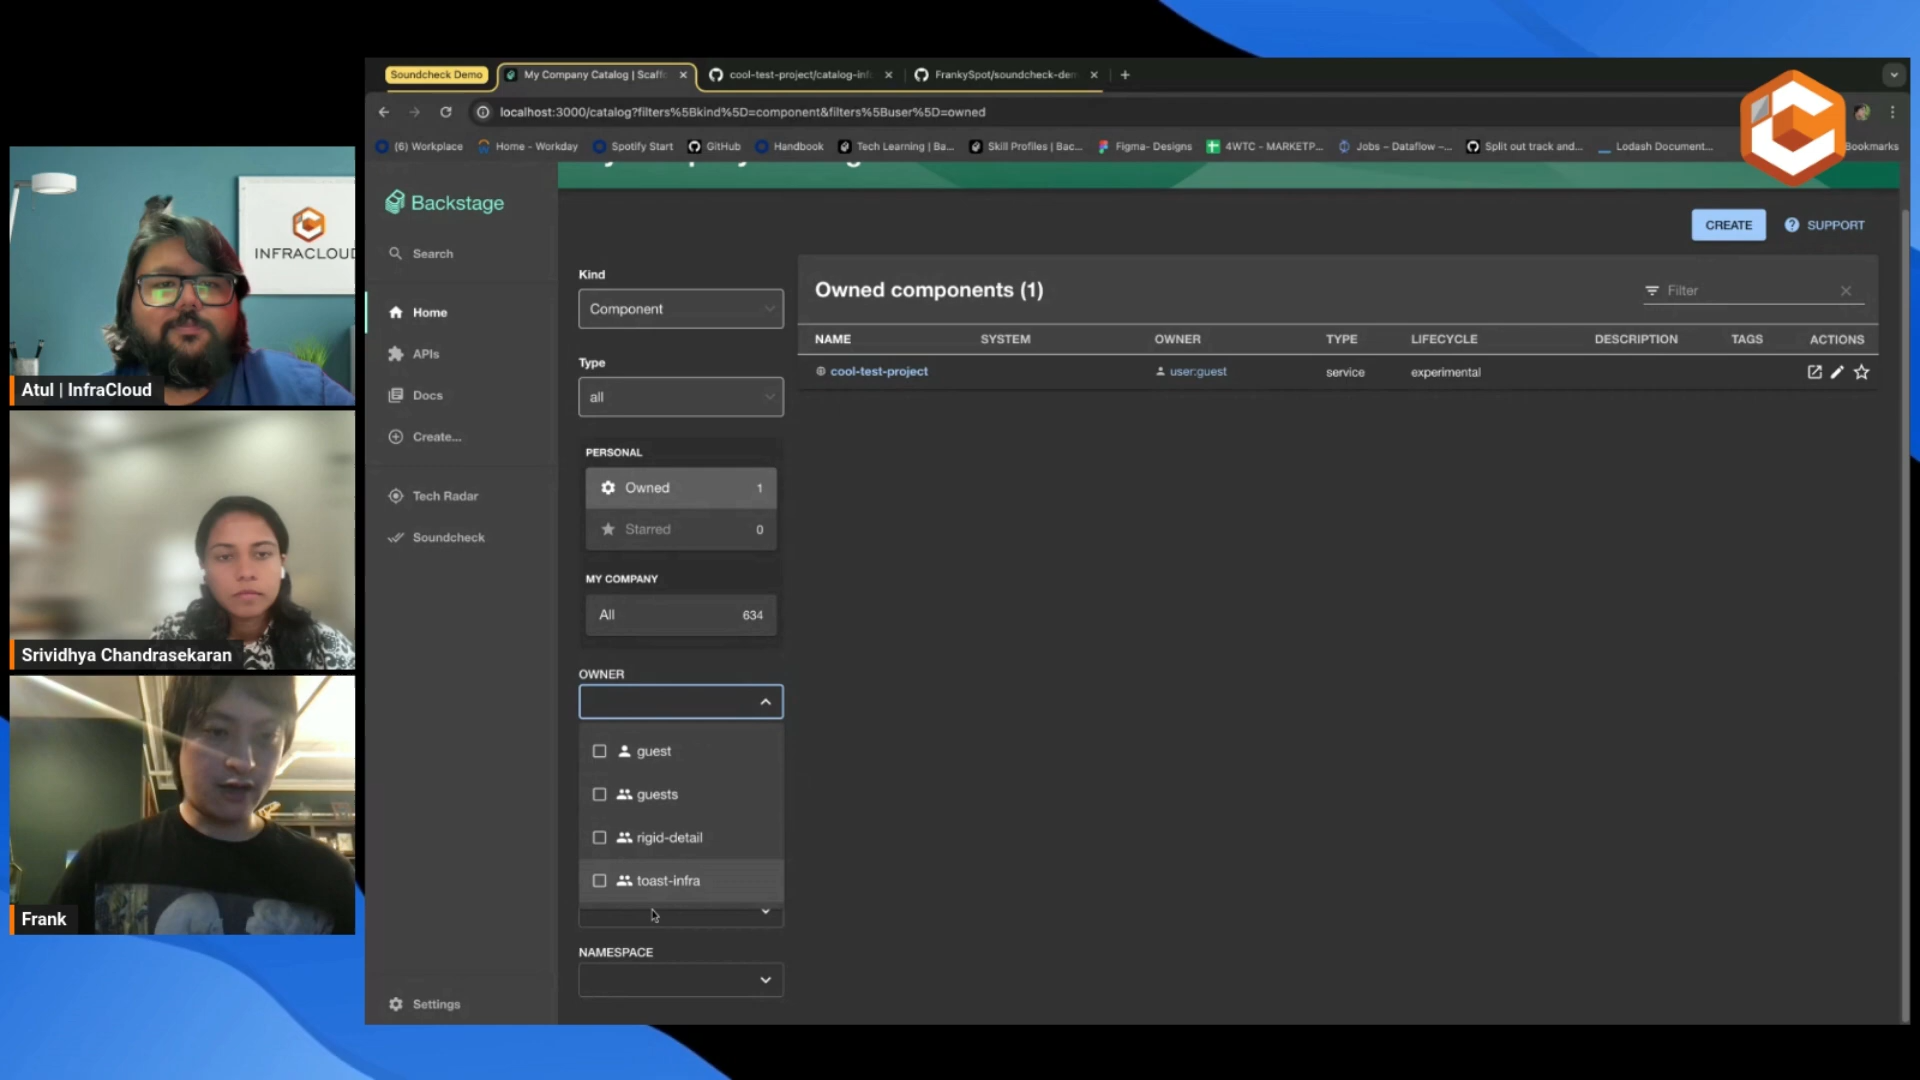 Soundcheck Demo
My Company Catalog | Scaffo
cool-test-project/catalog-info
FrankySpot/soundcheck-dem
localhost:3000/catalog?filters%5Bkind%5D=component&filters%5Buser%5D=owned
(6) Workplace
Home - Workday
Spotify Start
GitHub
Handbook
Tech Learning | Ba...
Skill Profiles | Bac...
Figma- Designs
4WTC - MARKETP...
Jobs – Dataflow –...
Split out track and...
Lodash Document...
Bookmarks
Backstage
Search
Home
APIs
Docs
Create...
Tech Radar
Soundcheck
Settings
CREATE
SUPPORT
Kind
Component
Type
all
PERSONAL
Owned 1
Starred 0
MY COMPANY
All 634
OWNER
guest
guests
rigid-detail
toast-infra
NAMESPACE
Owned components (1)
Filter
NAME SYSTEM OWNER TYPE LIFECYCLE DESCRIPTION TAGS ACTIONS
cool-test-project user:guest service experimental
INFRACLOUD
Atul | InfraCloud
Srividhya Chandrasekaran
Frank